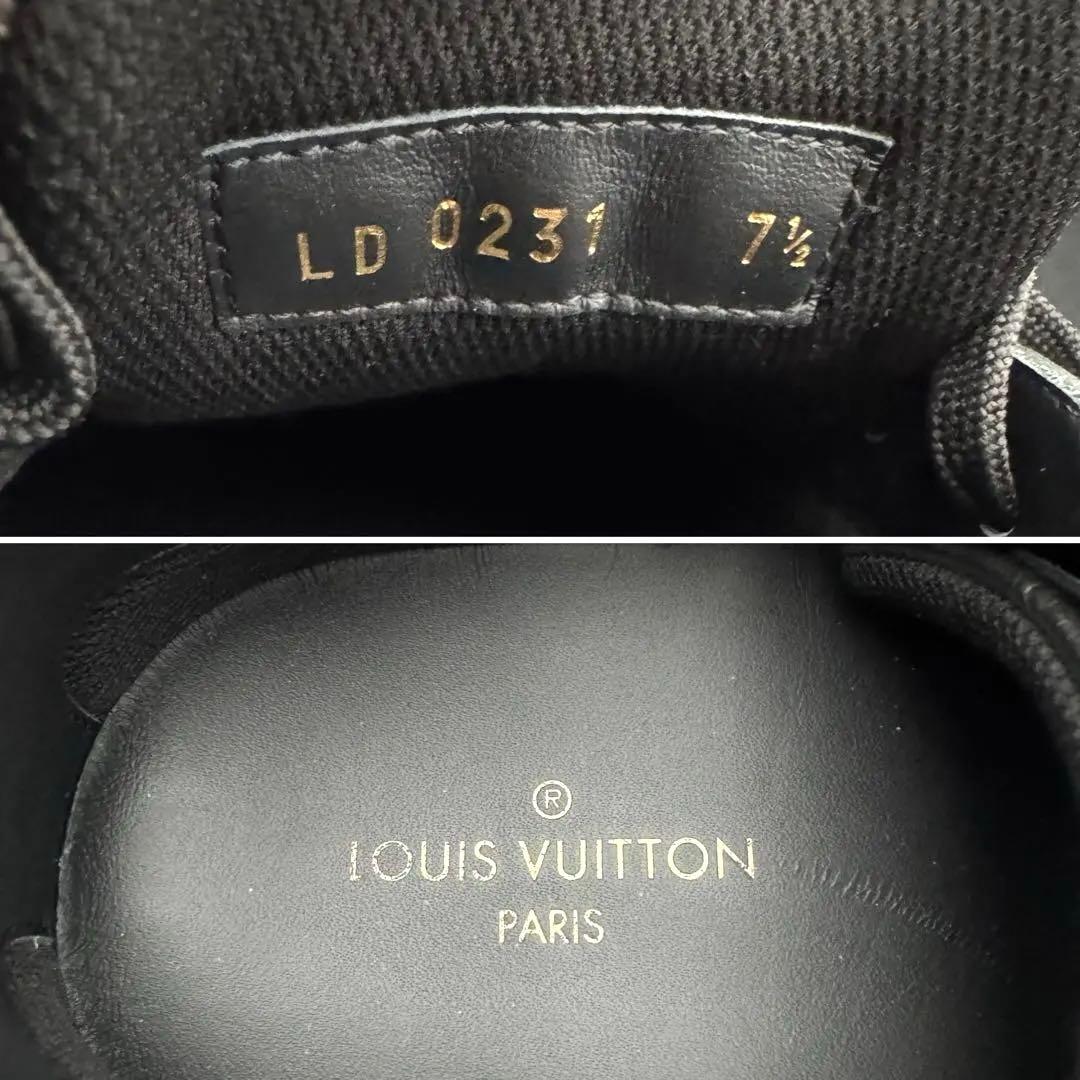 LD 0231 7½
®
LOUIS VUITTON
PARIS